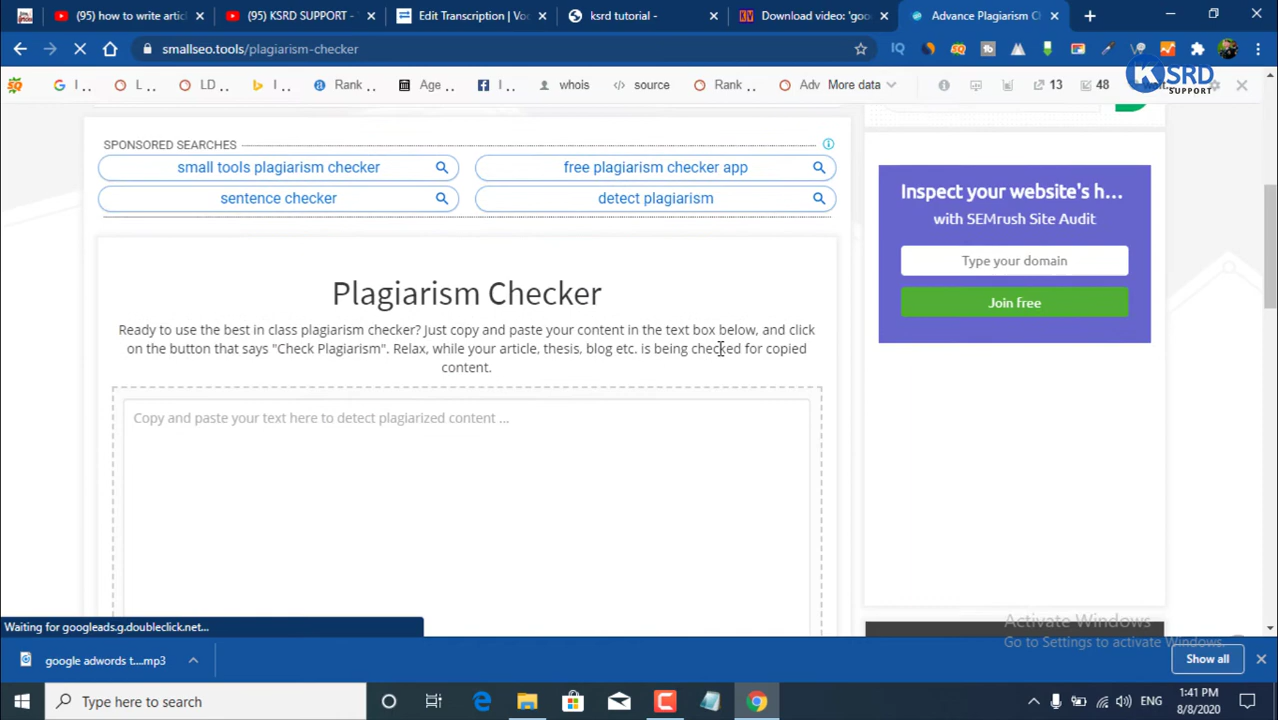 (95) how to write artic
(95) KSRD SUPPORT -
Edit Transcription | Vo
ksrd tutorial -
Download video: 'goo
Advance Plagiarism C
smallseo.tools/plagiarism-checker
I ..
L ..
LD ..
I ..
Rank ..
Age ..
I ..
whois
source
Rank ..
Adv
More data
13
48
KSRD
SUPPORT
SPONSORED SEARCHES
small tools plagiarism checker
free plagiarism checker app
sentence checker
detect plagiarism
Inspect your website's h...
with SEMrush Site Audit
Type your domain
Join free
Plagiarism Checker
Ready to use the best in class plagiarism checker? Just copy and paste your content in the text box below, and click
on the button that says "Check Plagiarism". Relax, while your article, thesis, blog etc. is being checked for copied
content.
Copy and paste your text here to detect plagiarized content ...
Activate Windows
Go to Settings to activate Windows.
Waiting for googleads.g.doubleclick.net...
google adwords t....mp3
Show all
Type here to search
ENG
1:41 PM
8/8/2020